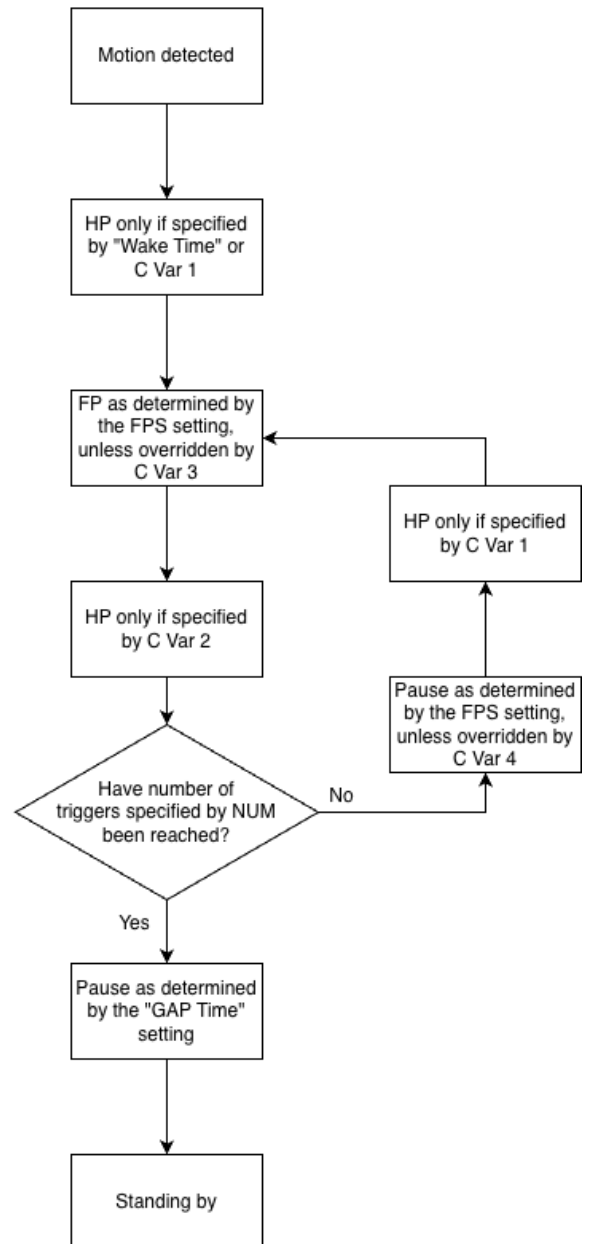 Motion detected
HP only if specified
by "Wake Time" or
C Var 1
FP as determined by
the FPS setting,
unless overridden by
C Var 3
HP only if specified
by C Var 1
HP only if specified
by C Var 2
Pause as determined
by the FPS setting,
unless overridden by
C Var 4
Have number of
triggers specified by NUM
been reached?
No
Yes
Pause as determined
by the "GAP Time"
setting
Standing by